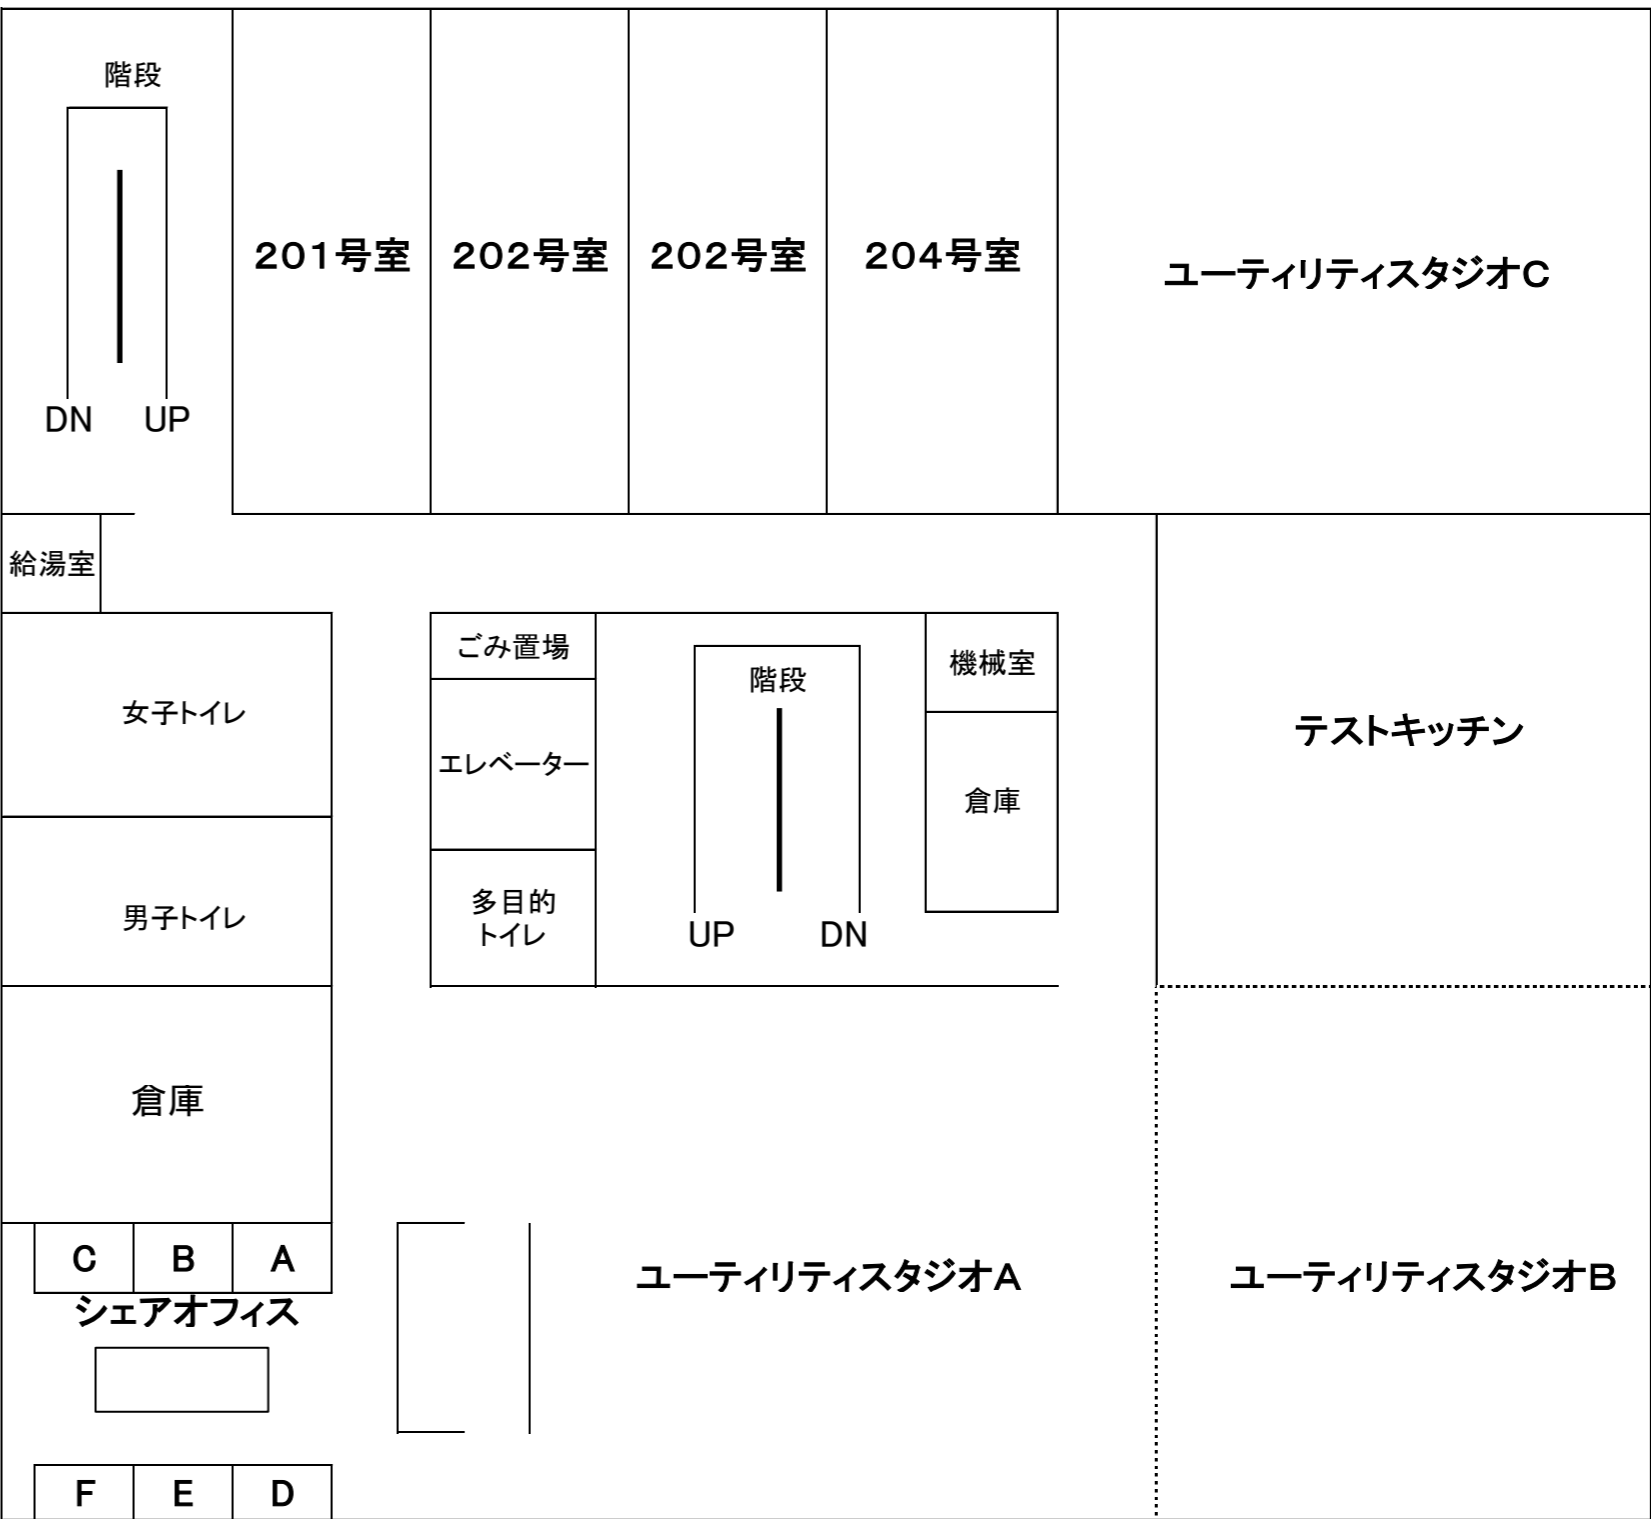 階段
DN UP
201号室
202号室
202号室
204号室
ユーティリティスタジオC
給湯室
女子トイレ
男子トイレ
倉庫
ごみ置場
エレベーター
多目的
トイレ
階段
UP DN
機械室
倉庫
テストキッチン
C B A
シェアオフィス
F E D
ユーティリティスタジオA
ユーティリティスタジオB